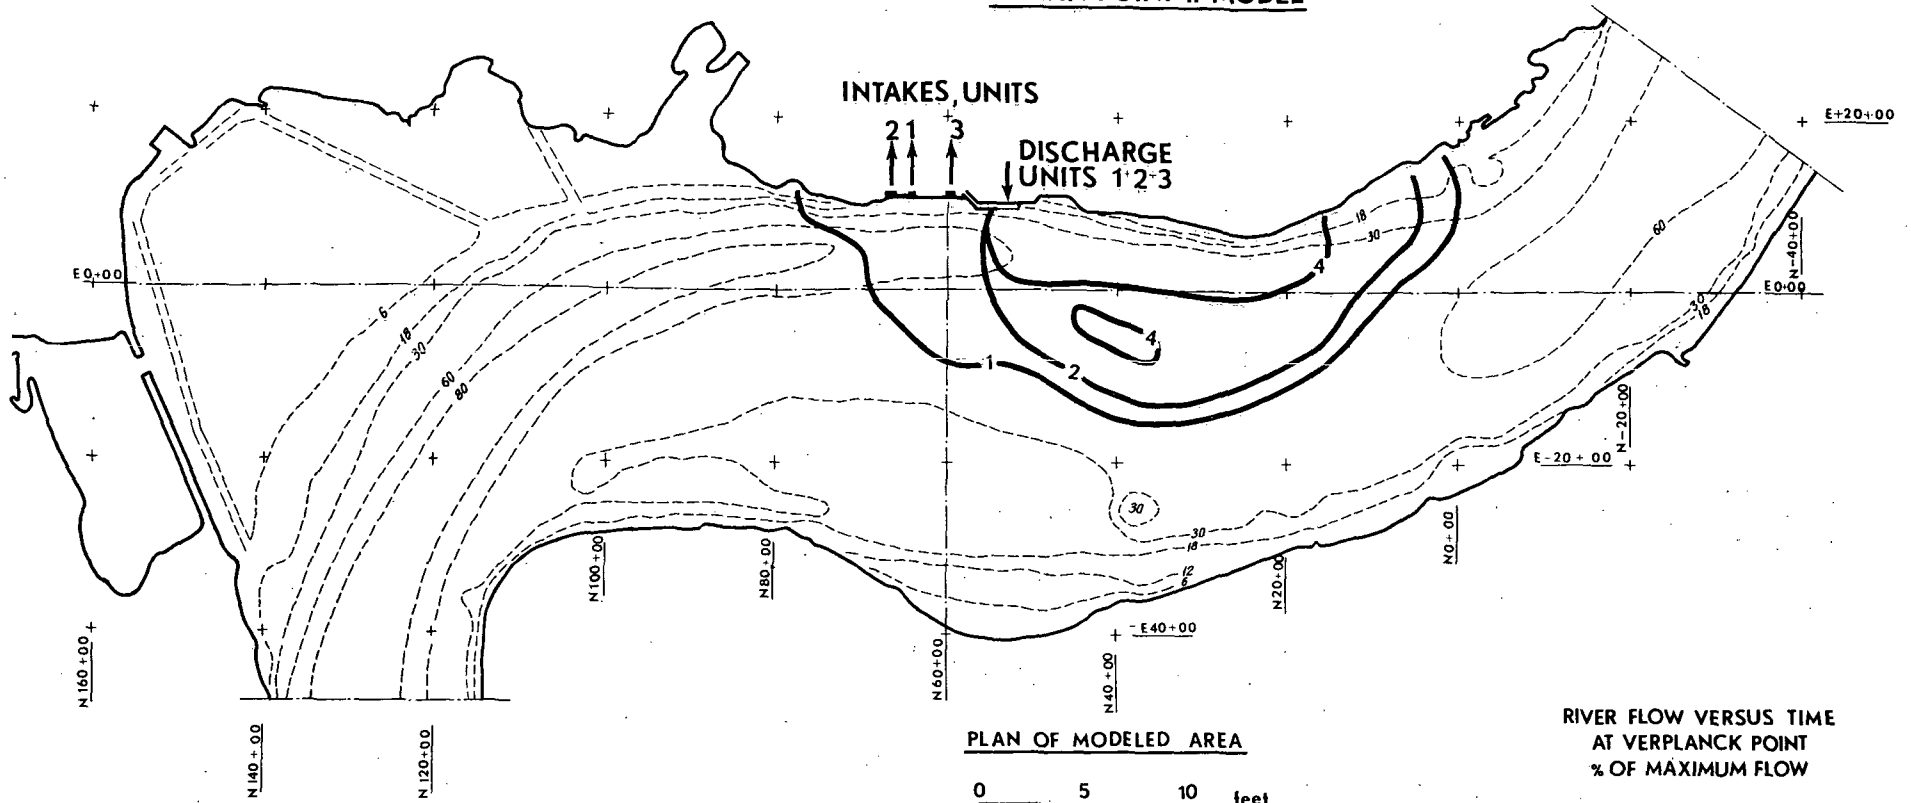 INTAKES, UNITS
2 1 3
DISCHARGE
UNITS 1+2+3
E+20+00
E 0+00
E0+00
6
18
30
60
80
18
30
4
4
1
2
60
30
18
N-40+00
N-20+00
E-20+00
30
30
18
12
6
N0+00
N20+00
N100+00
N80+00
-E40+00
N160+00
N60+00
N40+00
N140+00
N120+00
PLAN OF MODELED AREA
0 5 10 feet
RIVER FLOW VERSUS TIME
AT VERPLANCK POINT
% OF MAXIMUM FLOW